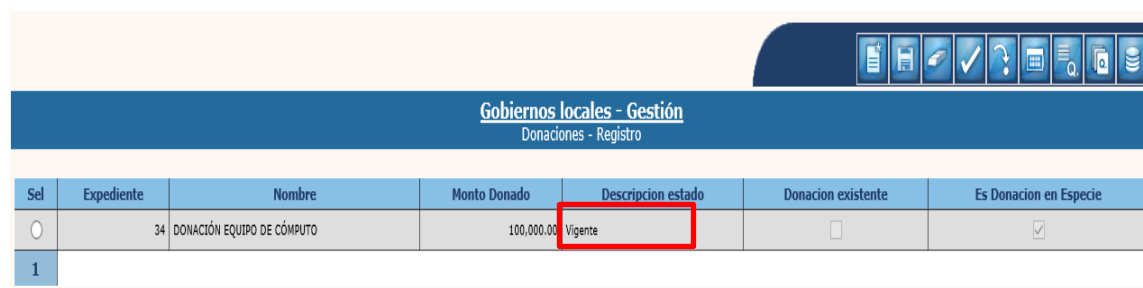 Gobiernos locales - Gestión
Donaciones - Registro
Sel Expediente Nombre Monto Donado Descripcion estado Donacion existente Es Donacion en Especie
34 DONACIÓN EQUIPO DE CÓMPUTO 100,000.00 Vigente
1